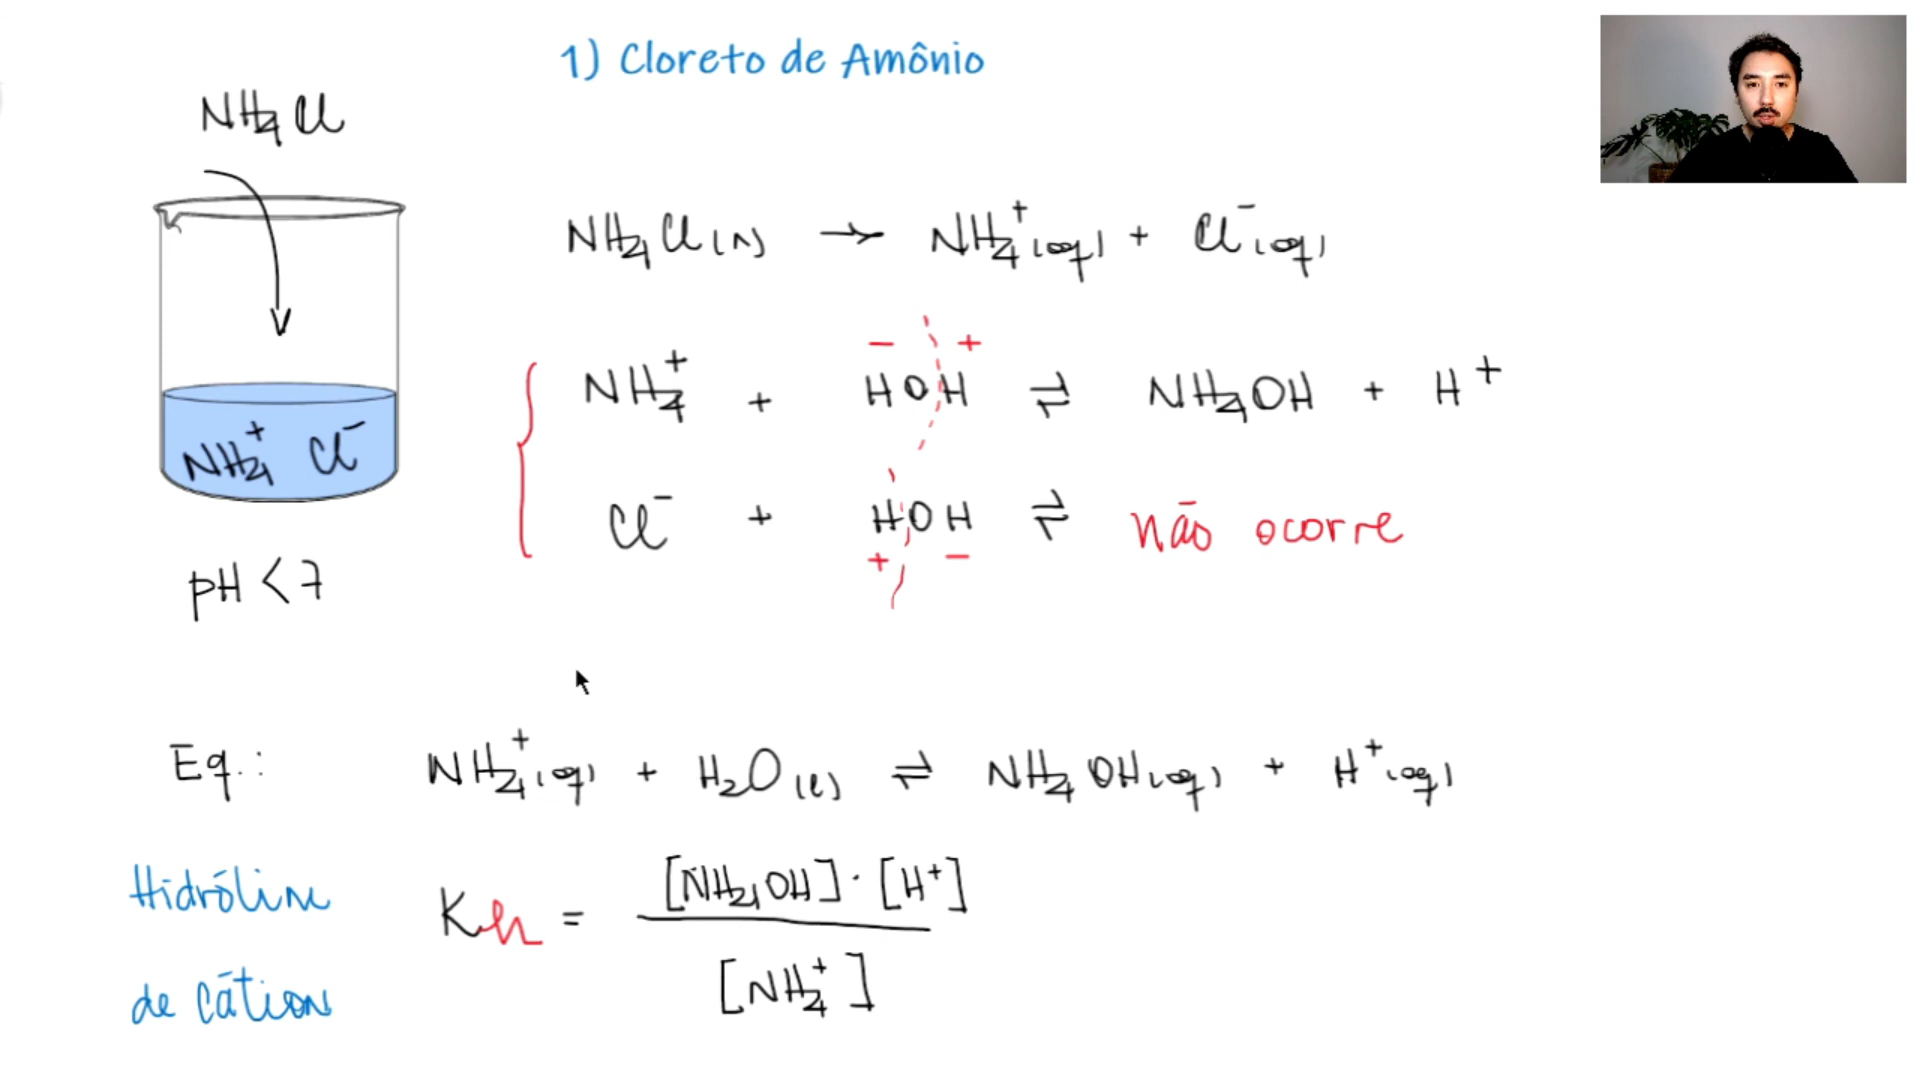 1) Cloreto de Amônio
NH₄Cl
NH₄Cl(s) → NH₄⁺(aq) + Cl⁻(aq)
− +
NH₄⁺ + HOH ⇌ NH₄OH + H⁺
NH₄⁺ Cl⁻
Cl⁻ + HOH ⇌ não ocorre
+ −
pH < 7
Eq.: NH₄⁺(aq) + H₂O(l) ⇌ NH₄OH(aq) + H⁺(aq)
Hidrólise de cátions
Kh = [NH₄OH]·[H⁺] / [NH₄⁺]